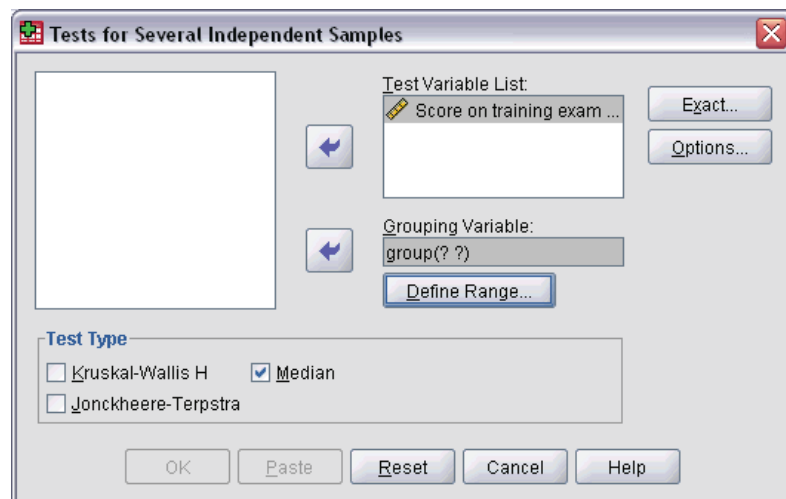 Tests for Several Independent Samples
Test Variable List:
Score on training exam ...
Exact...
Options...
Grouping Variable:
group(? ?)
Define Range...
Test Type
Kruskal-Wallis H
Median
Jonckheere-Terpstra
OK
Paste
Reset
Cancel
Help